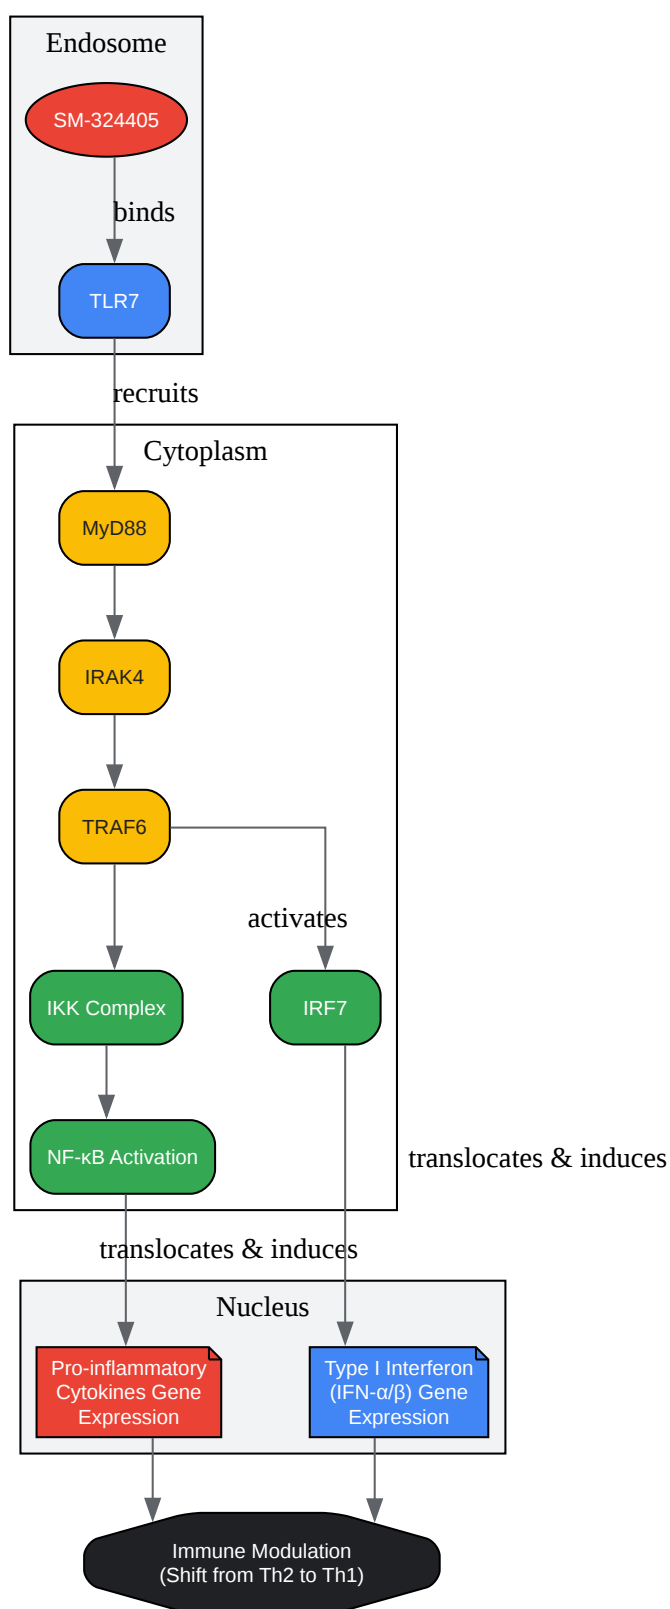 Endosome
SM-324405
binds
TLR7
recruits
Cytoplasm
MyD88
IRAK4
TRAF6
activates
IKK Complex
IRF7
NF-κB Activation
translocates & induces
translocates & induces
Nucleus
Pro-inflammatory
Cytokines Gene
Expression
Type I Interferon
(IFN-α/β) Gene
Expression
Immune Modulation
(Shift from Th2 to Th1)